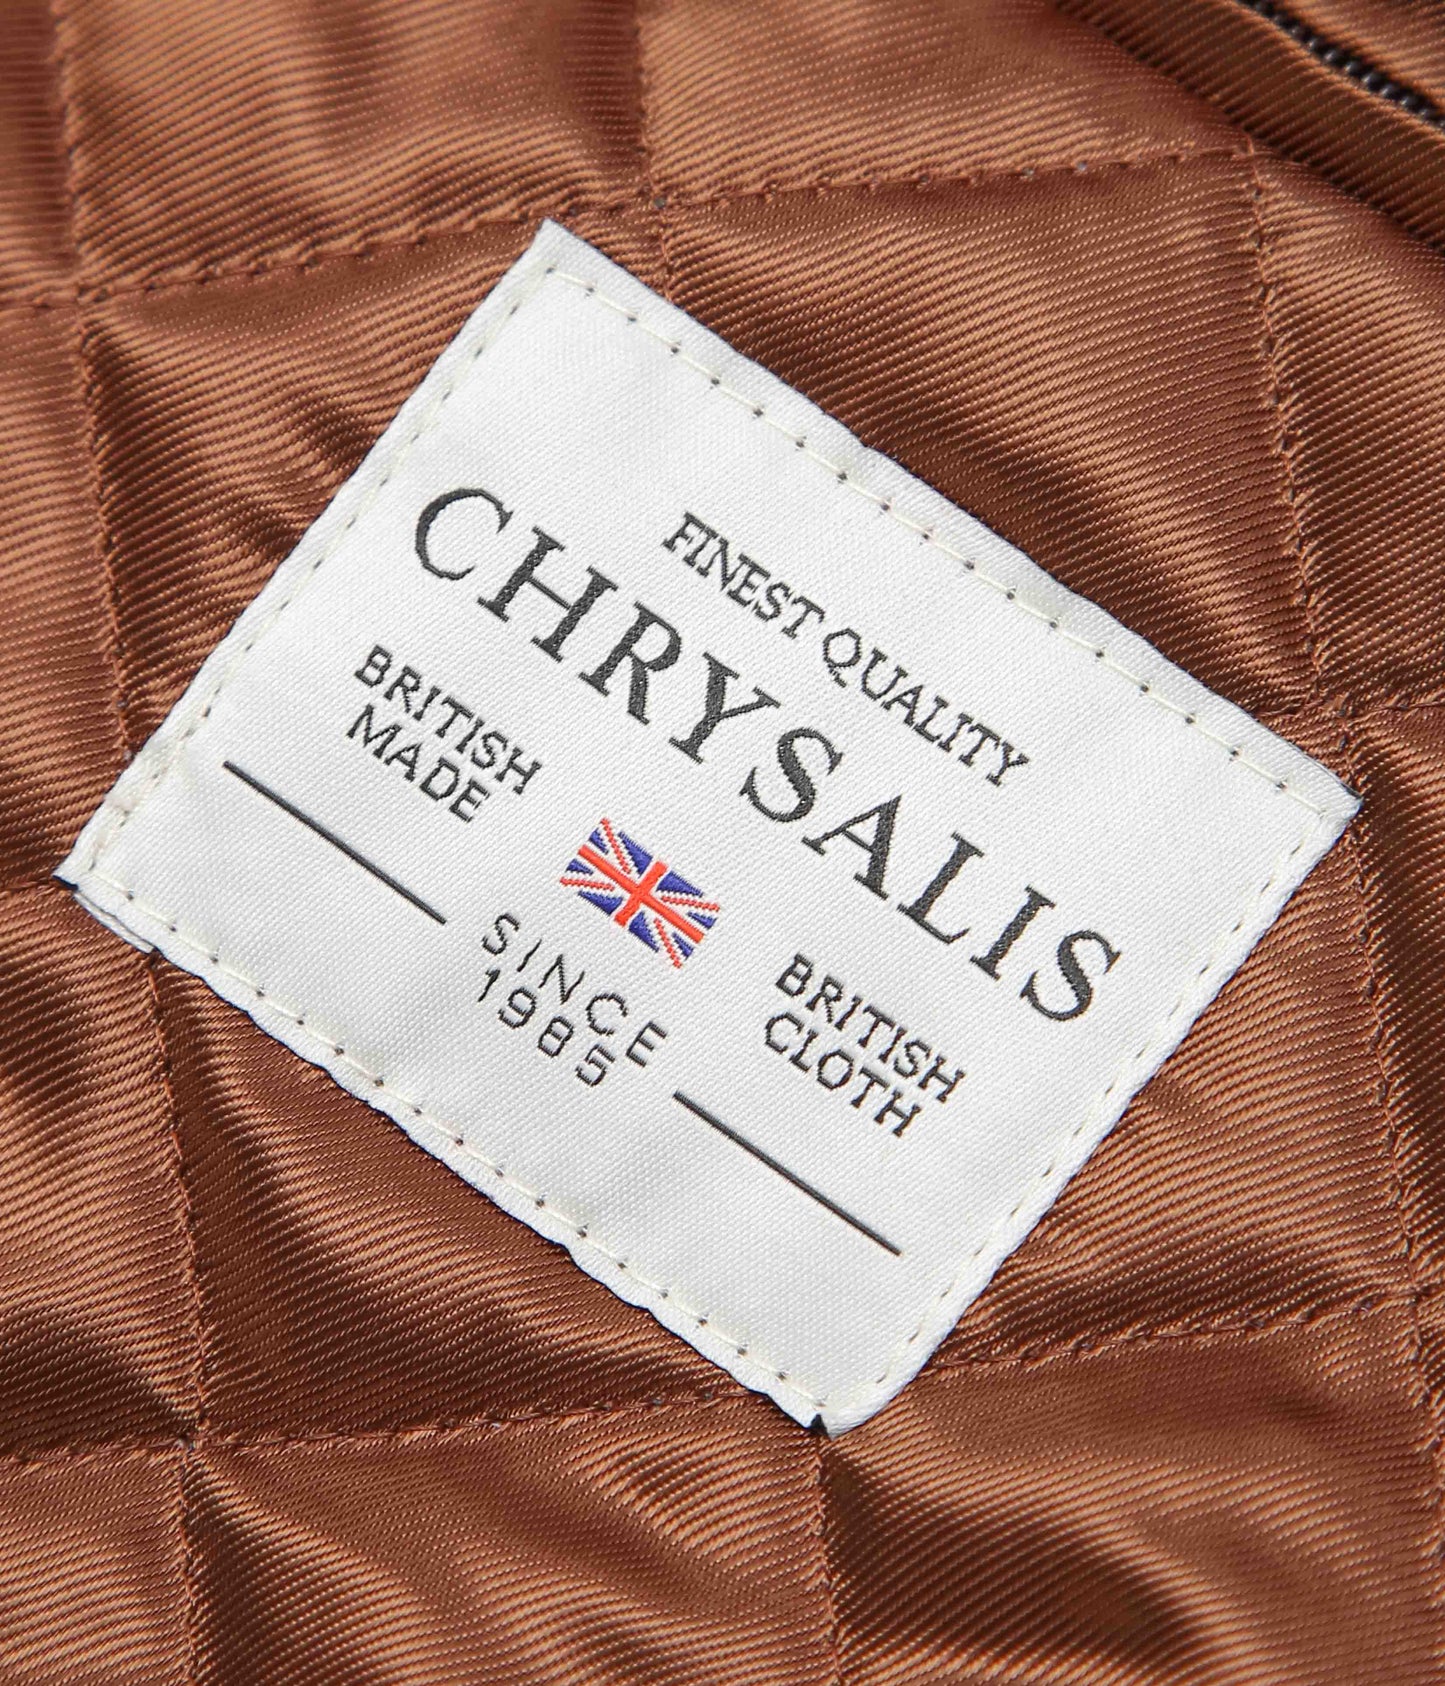 FINEST QUALITY
CHRYSALIS
BRITISH
MADE
SINCE
1985
BRITISH
CLOTH